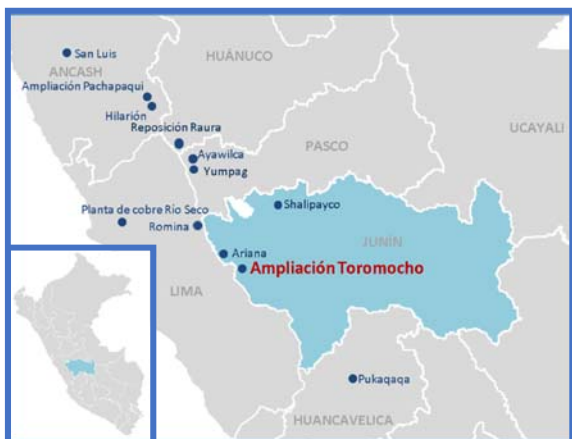 San Luis
HUÁNUCO
ANCASH
Ampliación Pachapaqui
Hilarión
Reposición Raura
UCAYALI
PASCO
Ayawilca
Yumpag
Shalipayco
Planta de cobre Río Seco
Romina
JUNÍN
Ariana
Ampliación Toromocho
LIMA
Pukaqaqa
HUANCAVELICA